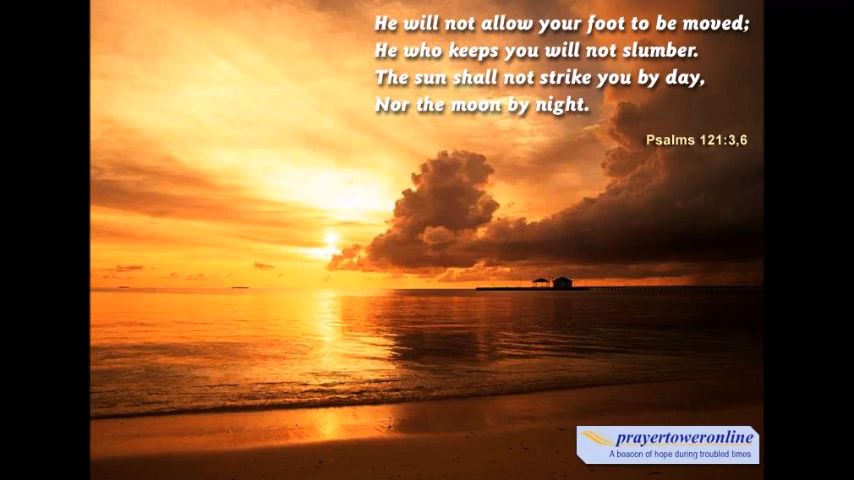 He will not allow your foot to be moved;
He who keeps you will not slumber.
The sun shall not strike you by day,
Nor the moon by night.
Psalms 121:3,6
prayertoweronline
A beacon of hope during troubled times